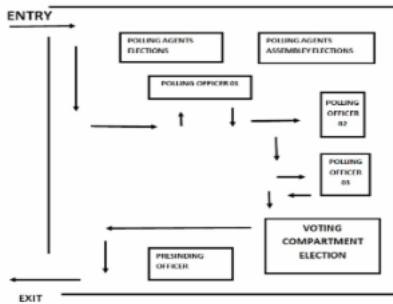 ENTRY
POLLING AGENTS
ELECTIONS
POLLING AGENTS
ASSEMBLEY ELECTIONS
POLLING OFFICER 01
POLLING
OFFICER
02
POLLING
OFFICER
03
VOTING
COMPARTMENT
ELECTION
PRESINDING
OFFICER
EXIT